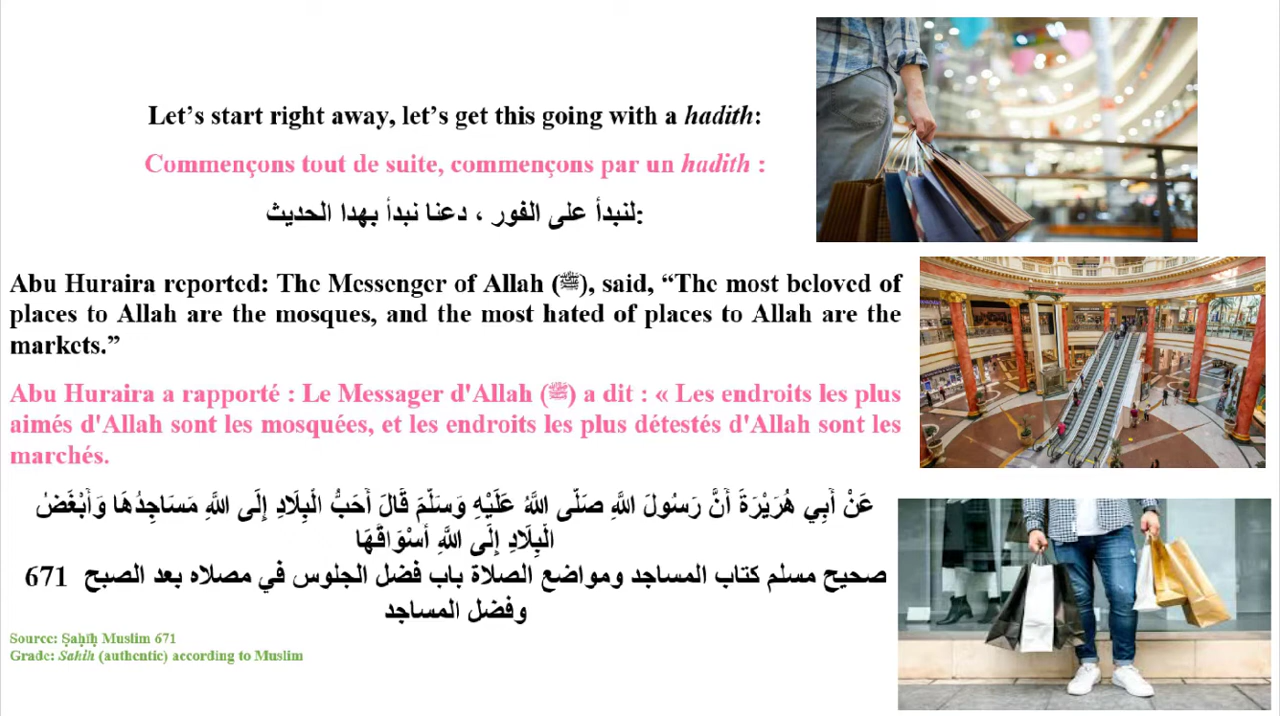 Let’s start right away, let’s get this going with a hadith:
Commençons tout de suite, commençons par un hadith :
لنبدأ على الفور ، دعنا نبدأ بهدا الحديث:
Abu Huraira reported: The Messenger of Allah (ﷺ), said, “The most beloved of
places to Allah are the mosques, and the most hated of places to Allah are the
markets.”
Abu Huraira a rapporté : Le Messager d'Allah (ﷺ) a dit : « Les endroits les plus
aimés d'Allah sont les mosquées, et les endroits les plus détestés d'Allah sont les
marchés.
عَنْ أَبِي هُرَيْرَةَ أَنَّ رَسُولَ اللَّهِ صَلَّى اللَّهُ عَلَيْهِ وَسَلَّمَ قَالَ أَحَبُّ الْبِلَادِ إِلَى اللَّهِ مَسَاجِدُهَا وَأَبْغَضُ
الْبِلَادِ إِلَى اللَّهِ أَسْوَاقُهَا
671 صحيح مسلم كتاب المساجد ومواضع الصلاة باب فضل الجلوس في مصلاه بعد الصبح
وفضل المساجد
Source: Ṣaḥīḥ Muslim 671
Grade: Sahih (authentic) according to Muslim